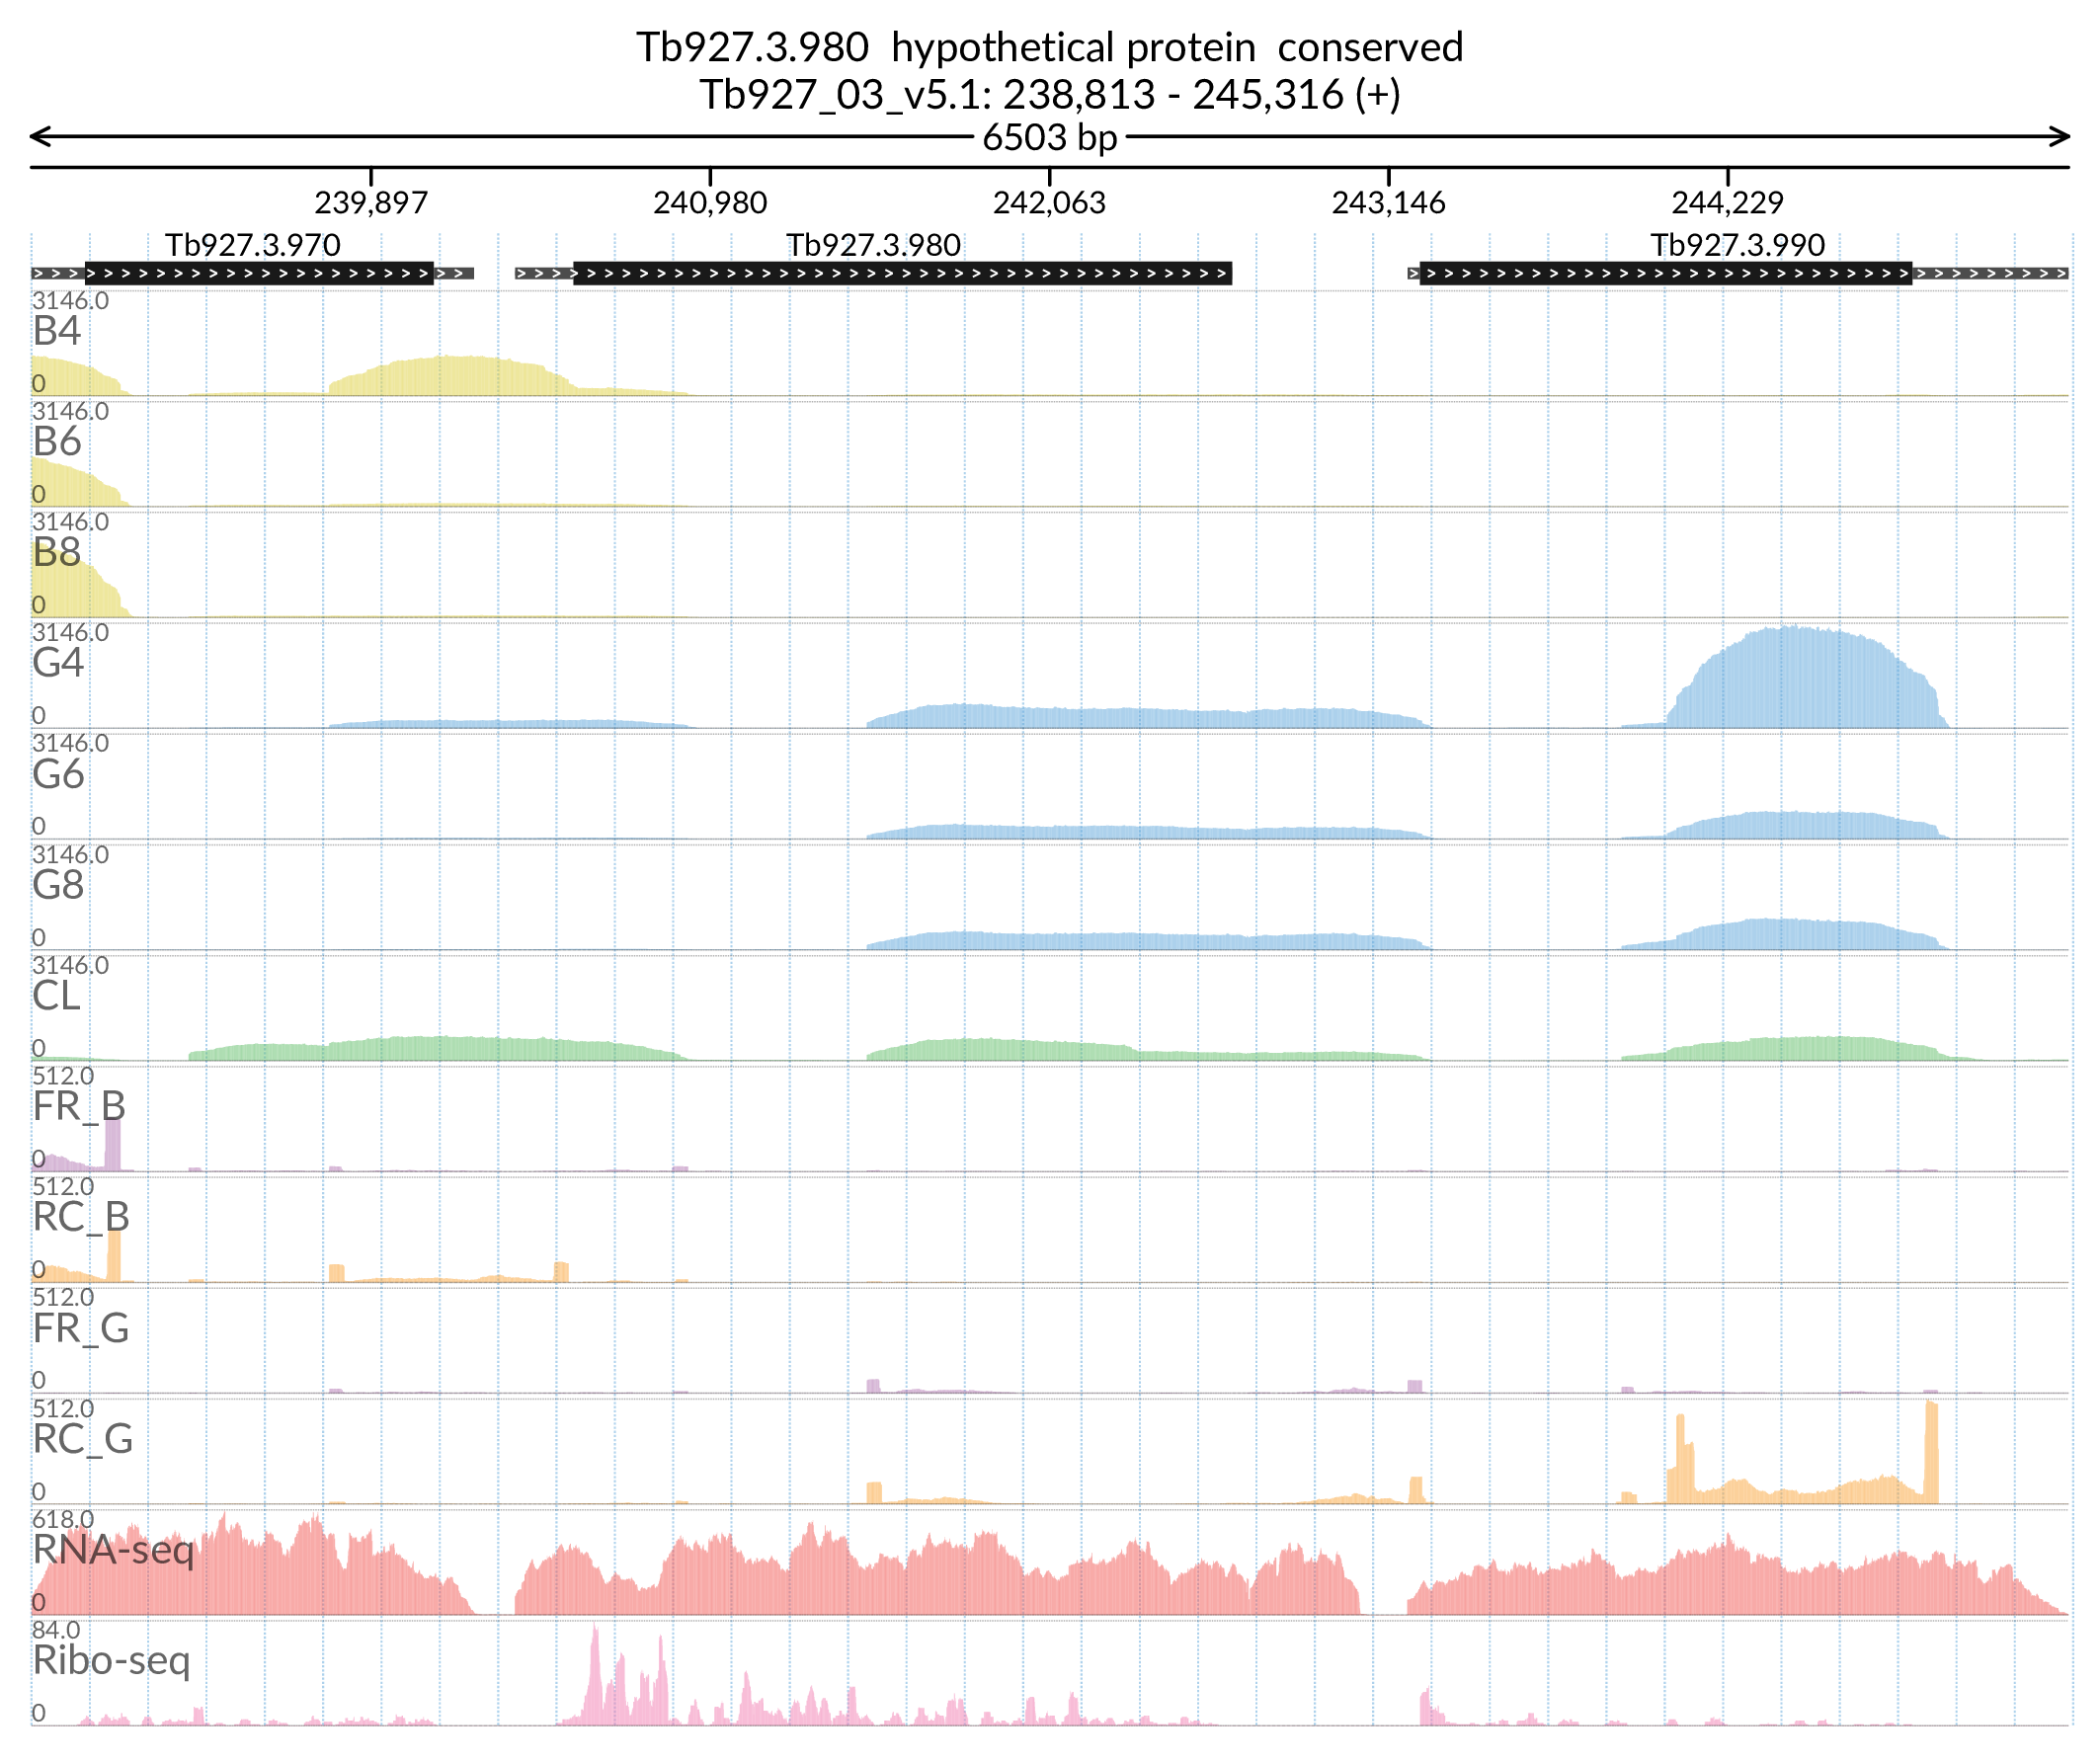 Tb927.3.980  hypothetical protein  conserved
Tb927_03_v5.1: 238,813 - 245,316 (+)
6503 bp
239,897 240,980 242,063 243,146 244,229
Tb927.3.970 Tb927.3.980 Tb927.3.990
3146.0
B4
0
3146.0
B6
0
3146.0
B8
0
3146.0
G4
0
3146.0
G6
0
3146.0
G8
0
3146.0
CL
0
512.0
FR_B
0
512.0
RC_B
0
512.0
FR_G
0
512.0
RC_G
0
618.0
RNA-seq
0
84.0
Ribo-seq
0